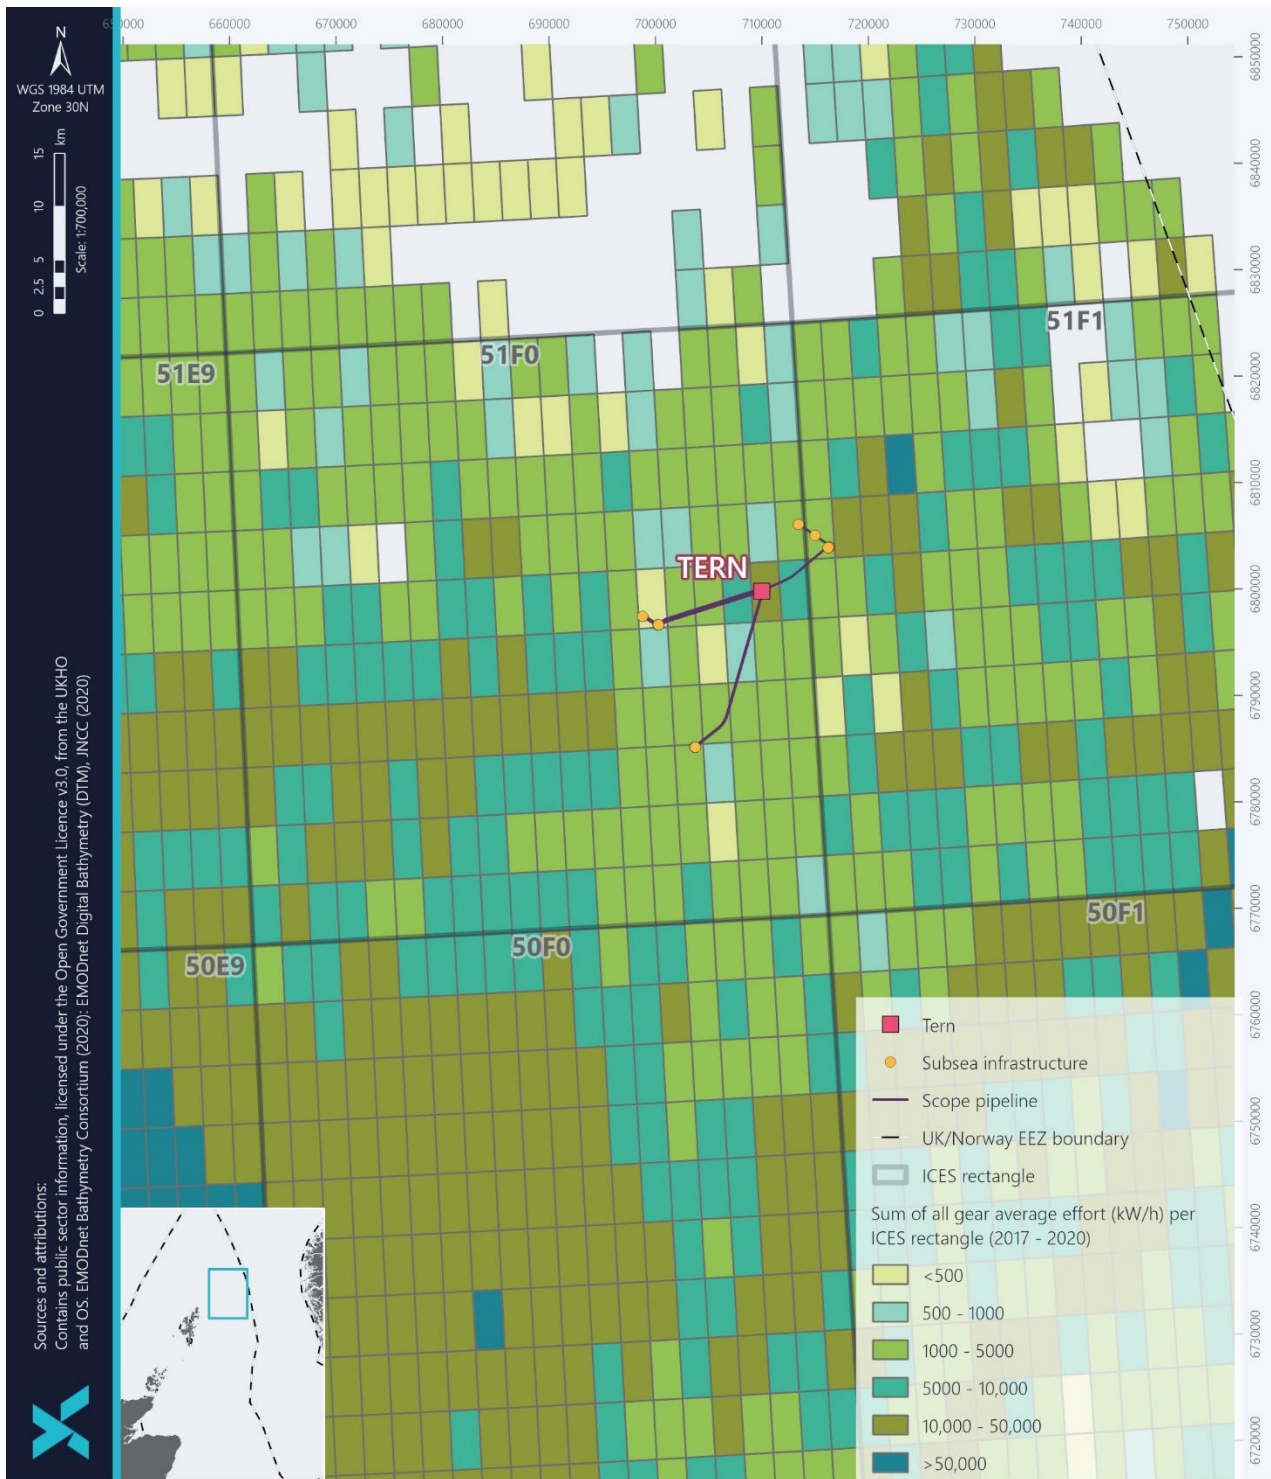 650000 660000 670000 680000 690000 700000 710000 720000 730000 740000 750000
N
WGS 1984 UTM
Zone 30N
0 2.5 5 10 15 km
Scale: 1:700,000
6850000
6840000
6830000
6820000
6810000
6800000
6790000
6780000
6770000
6760000
6750000
6740000
6730000
6720000
51F1
51F0
51E9
TERN
50F1
50F0
50E9
Tern
Subsea infrastructure
Scope pipeline
UK/Norway EEZ boundary
ICES rectangle
Sum of all gear average effort (kW/h) per
ICES rectangle (2017 - 2020)
<500
500 - 1000
1000 - 5000
5000 - 10,000
10,000 - 50,000
>50,000
Sources and attributions:
Contains public sector information, licensed under the Open Government Licence v3.0, from the UKHO
and OS. EMODnet Bathymetry Consortium (2020): EMODnet Digital Bathymetry (DTM), JNCC (2020)